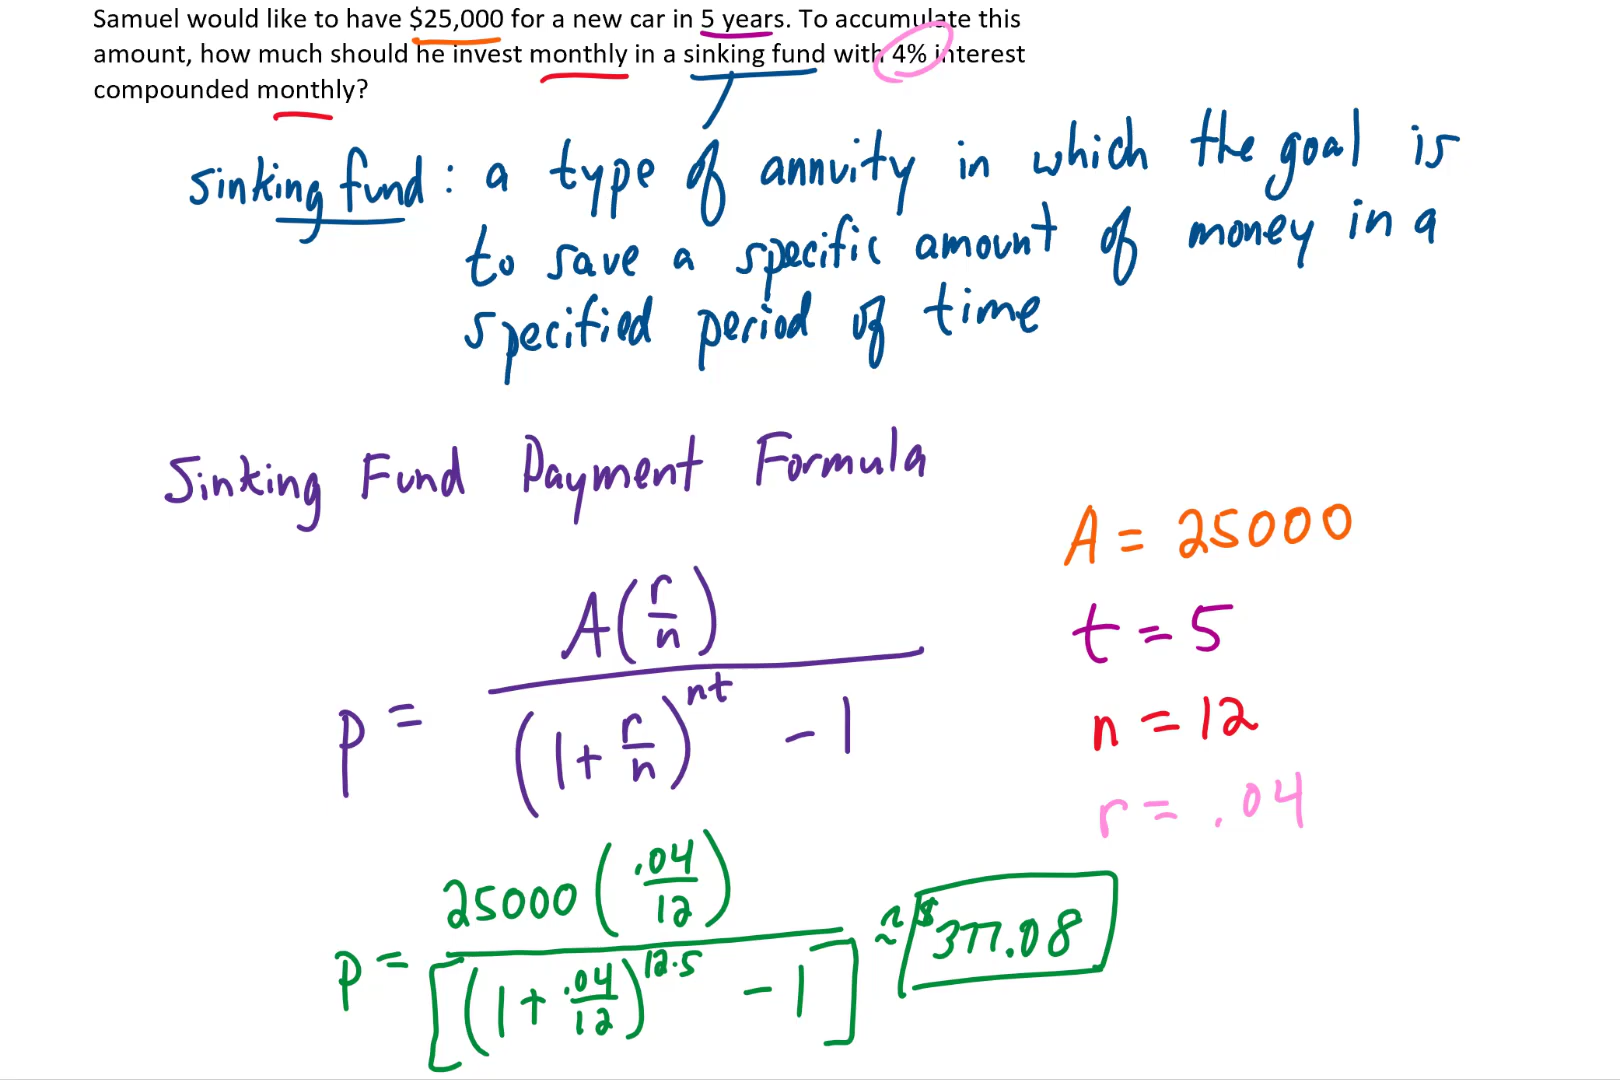 Samuel would like to have $25,000 for a new car in 5 years. To accumulate this
amount, how much should he invest monthly in a sinking fund with 4% interest
compounded monthly?
sinking fund : a type of annuity in which the goal is
to save a specific amount of money in a
specified period of time
Sinking Fund Payment Formula
A = 25000
t = 5
n = 12
r = .04
P = A(r/n) / (1 + r/n)^nt - 1
P = 25000(.04/12) / [(1 + .04/12)^12·5 - 1] ≈ $377.08